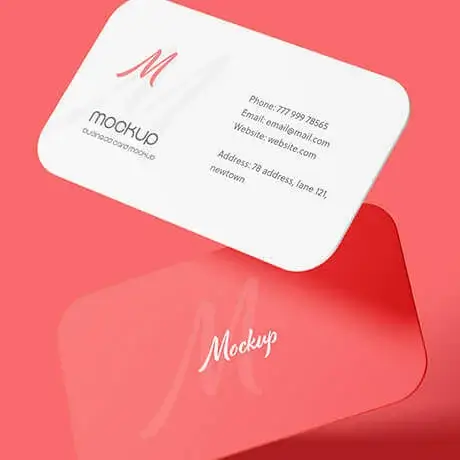 M
mockup
business card mockup
Phone: 777 999 78565
Email: email@mail.com
Website: website.com
Address: 78 address, lane 121,
newtown
M
Mockup